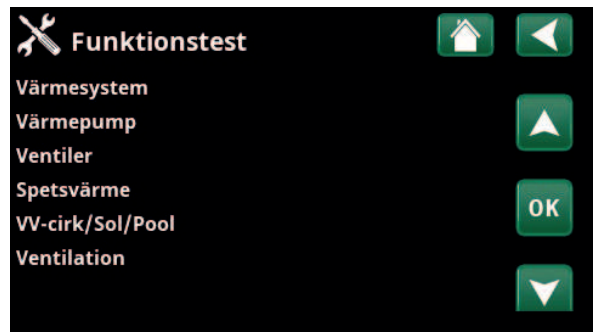 Funktionstest
Värmesystem
Värmepump
Ventiler
Spetsvärme
OK
VV-cirk/Sol/Pool
Ventilation